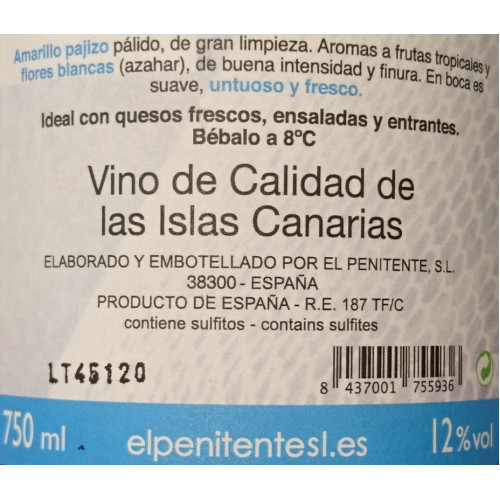 Amarillo pajizo pálido, de gran limpieza. Aromas a frutas tropicales y
flores blancas (azahar), de buena intensidad y finura. En boca es
suave, untuoso y fresco.
Ideal con quesos frescos, ensaladas y entrantes.
Bébalo a 8ºC
Vino de Calidad de
las Islas Canarias
ELABORADO Y EMBOTELLADO POR EL PENITENTE, S.L.
38300 - ESPAÑA
PRODUCTO DE ESPAÑA - R.E. 187 TF/C
contiene sulfitos - contains sulfites
LT45120
8 437001 755936
750 ml elpenitentesl.es 12%vol